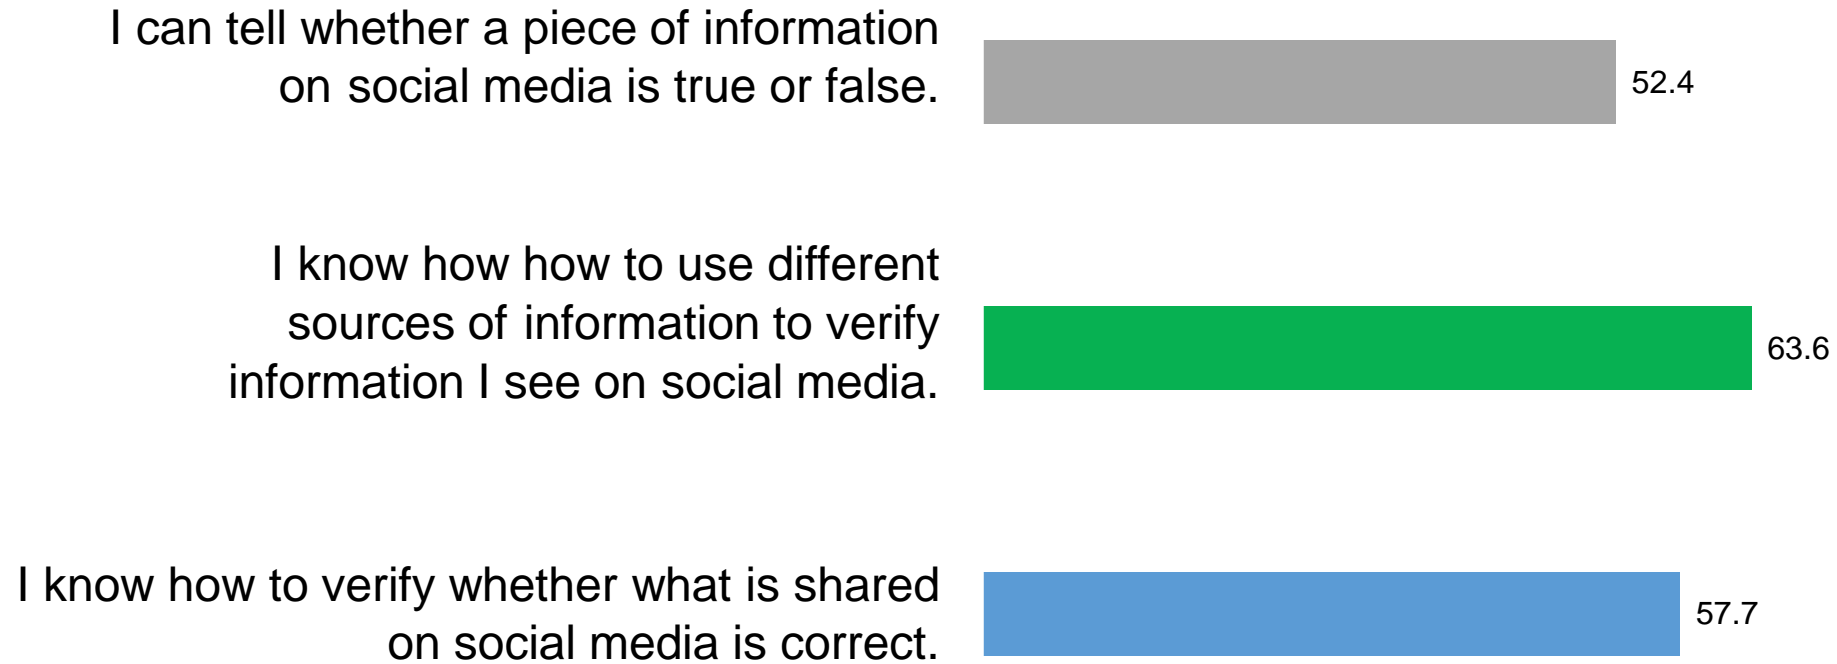 I can tell whether a piece of information
on social media is true or false.
52.4
I know how how to use different
sources of information to verify
information I see on social media.
63.6
I know how to verify whether what is shared
on social media is correct.
57.7